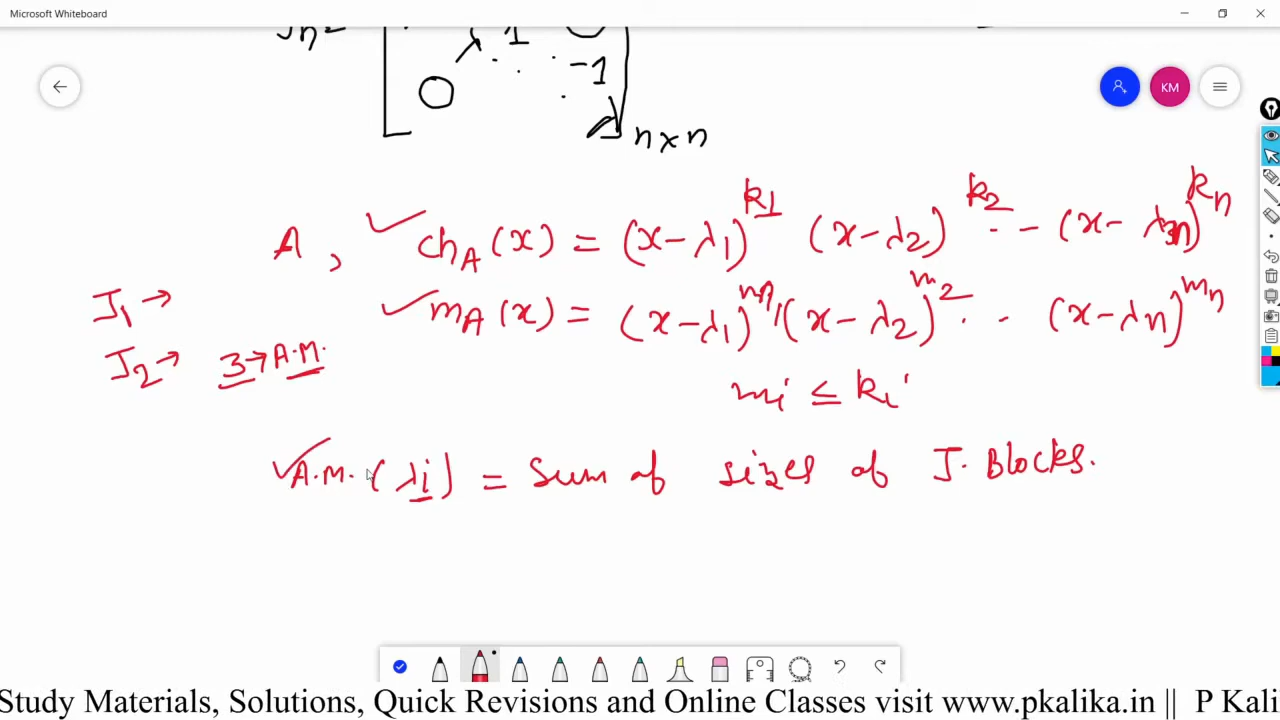 Microsoft Whiteboard
KM
1
-1
λ
n×n
A, ✓ ch_A(x) = (x-λ1)^k1 (x-λ2)^k2 .-- (x-λn)^kn
J1→
✓ m_A(x) = (x-λ1)^m1 (x-λ2)^m2 .. . (x-λn)^mn
J2→ 3→A.M.
mi ≤ ki
✓ A.M. (λi) = Sum of sizes of J. Blocks.
Study Materials, Solutions, Quick Revisions and Online Classes visit www.pkalika.in || P Kali